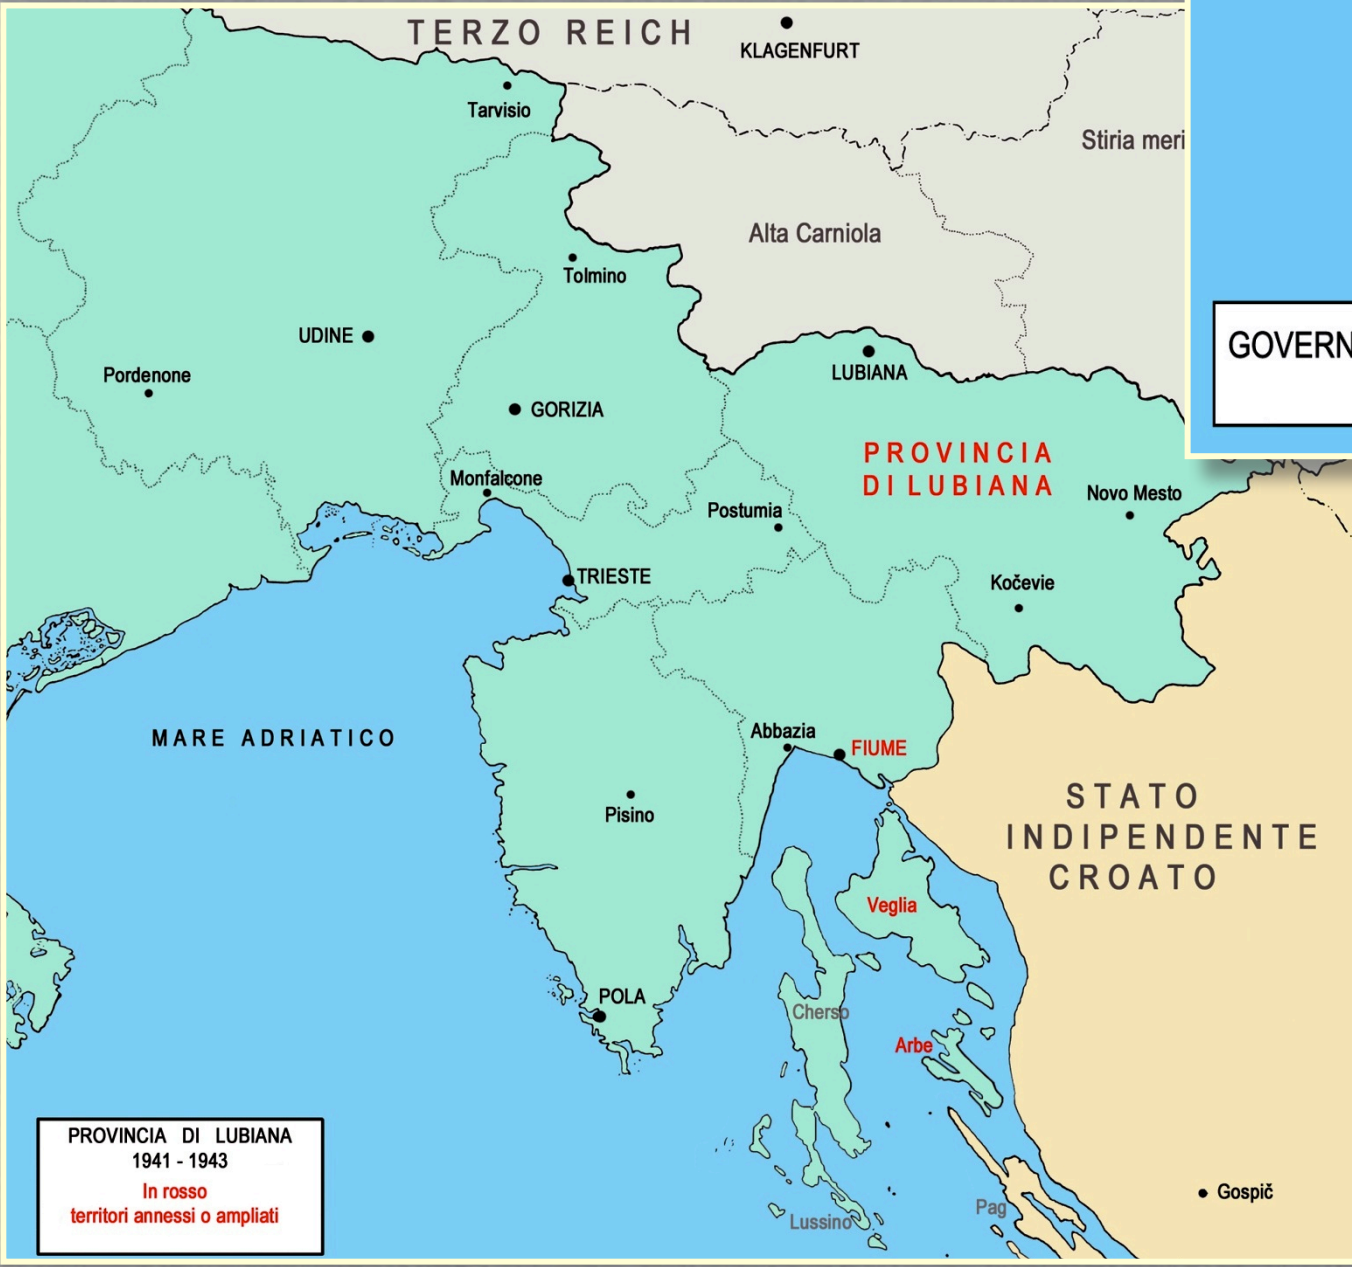 TERZO REICH
KLAGENFURT
Tarvisio
Stiria meri
Alta Carniola
Tolmino
UDINE
LUBIANA
GOVERN
Pordenone
GORIZIA
PROVINCIA
DI LUBIANA
Monfalcone
Postumia
Novo Mesto
TRIESTE
Kočevie
MARE ADRIATICO
Abbazia
FIUME
Pisino
STATO
INDIPENDENTE
CROATO
Veglia
POLA
Cherso
Arbe
PROVINCIA DI LUBIANA
1941 - 1943
In rosso
territori annessi o ampliati
Lussino
Pag
Gospič